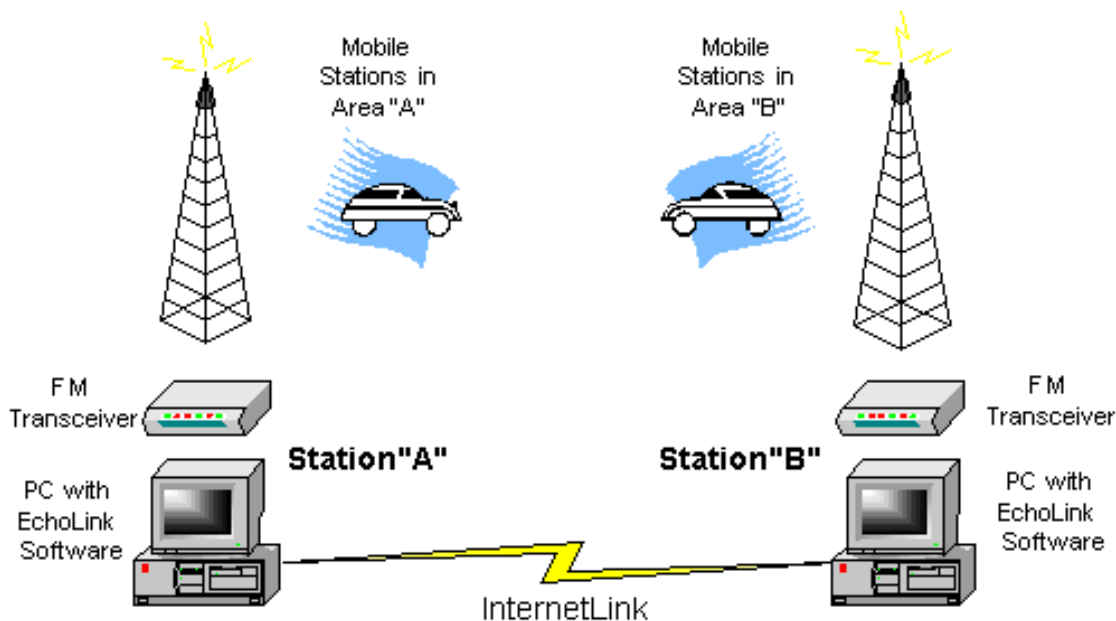 Mobile
Stations in
Area "A"
Mobile
Stations in
Area "B"
FM
Transceiver
FM
Transceiver
Station"A"
Station"B"
PC with
EchoLink
Software
PC with
EchoLink
Software
InternetLink